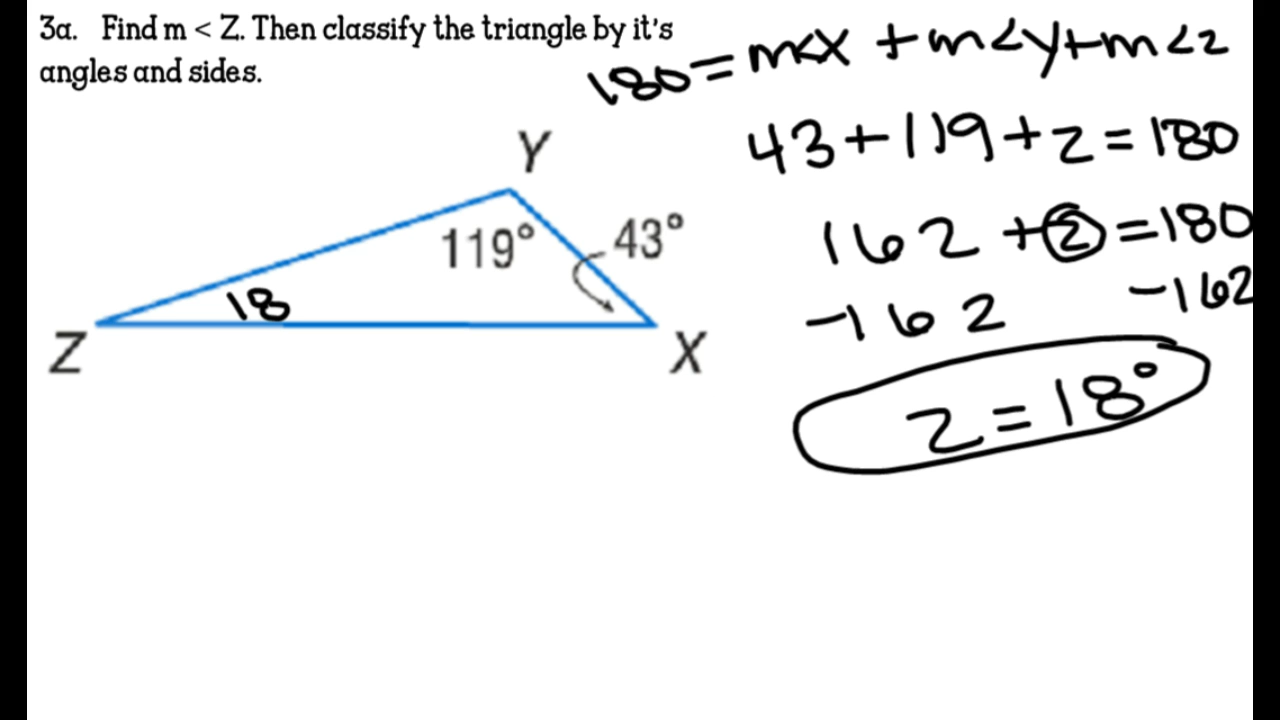 3a. Find m < Z. Then classify the triangle by it's
angles and sides.
180 = m<x + m<y + m<z
43 + 119 + z = 180
162 + z = 180
-162 -162
z = 18°
Y
119°
43°
18
Z
X